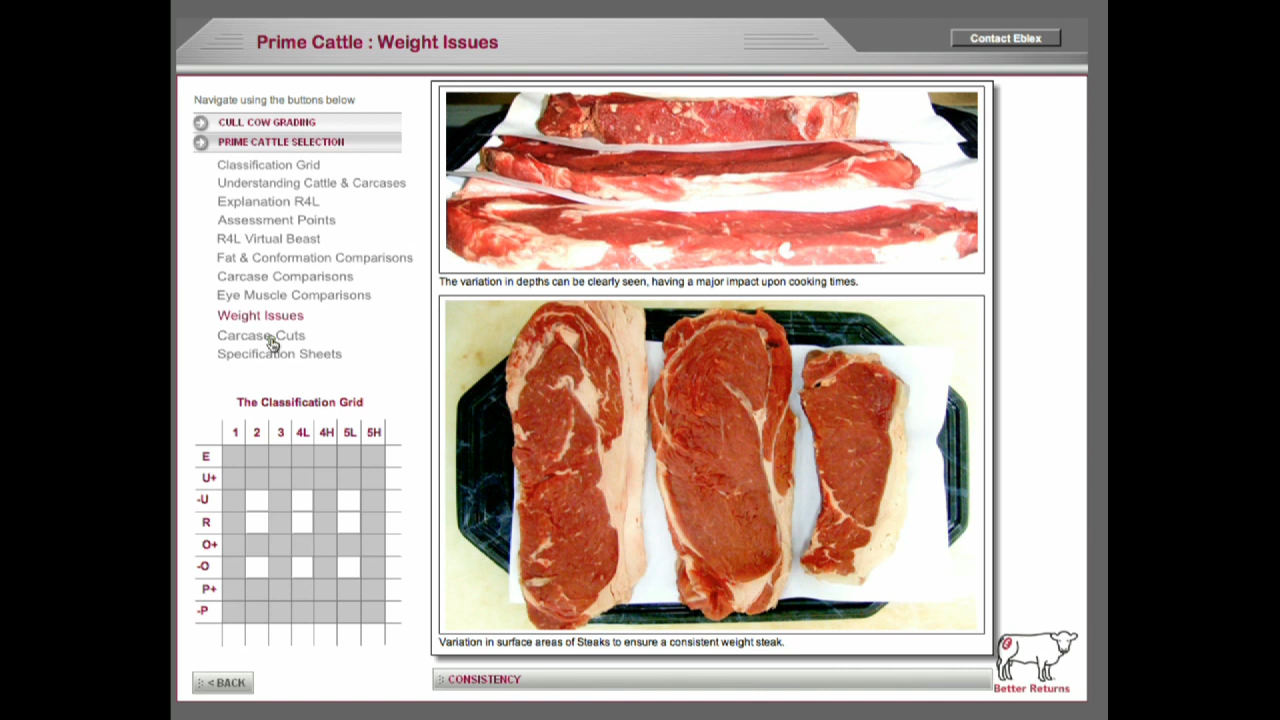 Prime Cattle : Weight Issues
Contact Eblex
Navigate using the buttons below
CULL COW GRADING
PRIME CATTLE SELECTION
Classification Grid
Understanding Cattle & Carcases
Explanation R4L
Assessment Points
R4L Virtual Beast
Fat & Conformation Comparisons
Carcase Comparisons
Eye Muscle Comparisons
Weight Issues
Carcase Cuts
Specification Sheets
The Classification Grid
1 2 3 4L 4H 5L 5H
E
U+
-U
R
O+
-O
P+
-P
< BACK
The variation in depths can be clearly seen, having a major impact upon cooking times.
Variation in surface areas of Steaks to ensure a consistent weight steak.
CONSISTENCY
Better Returns